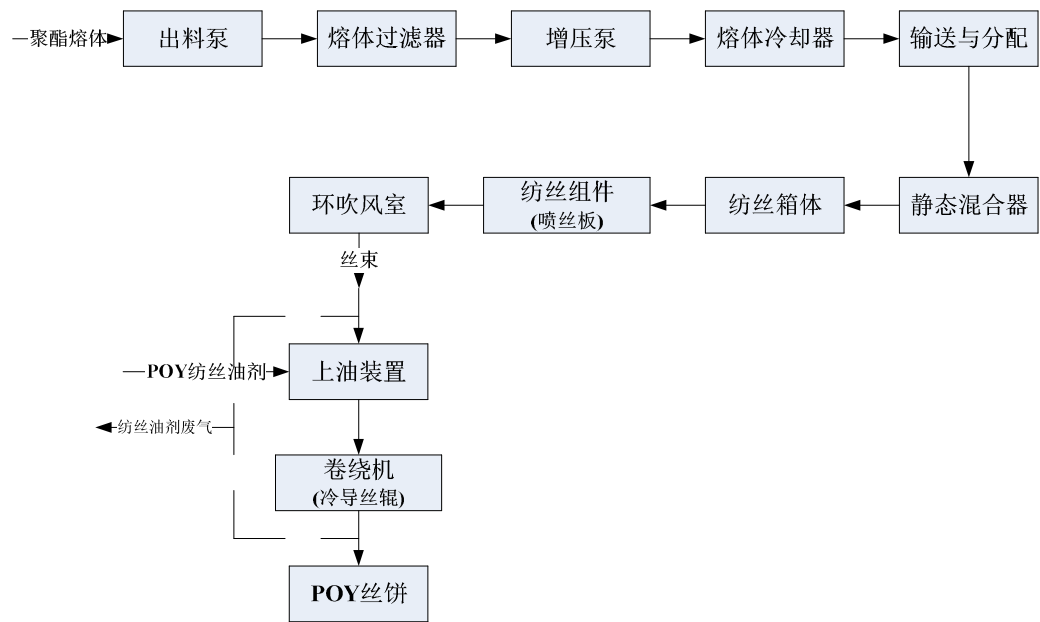 聚酯熔体
出料泵
熔体过滤器
增压泵
熔体冷却器
输送与分配
环吹风室
纺丝组件
(喷丝板)
纺丝箱体
静态混合器
丝束
POY纺丝油剂
上油装置
纺丝油剂废气
卷绕机
(冷导丝辊)
POY丝饼